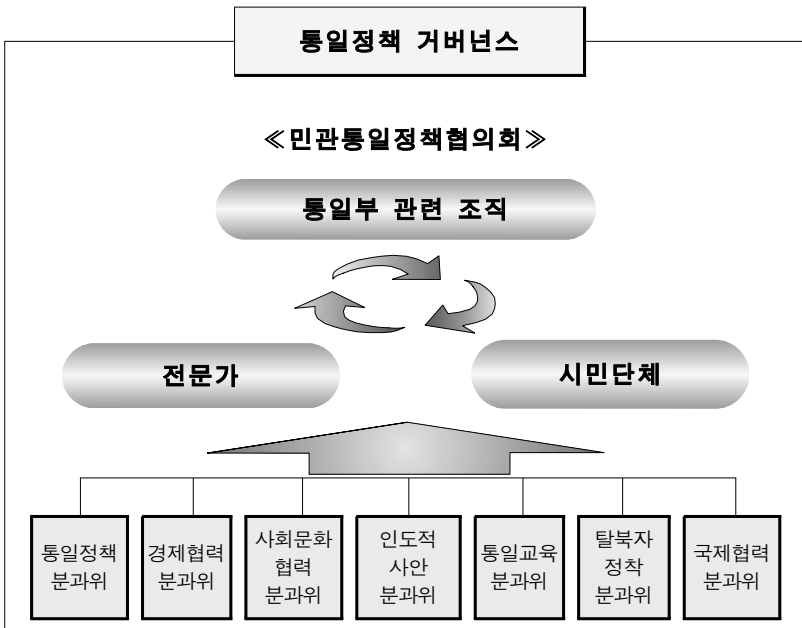 통일정책 거버넌스
≪민관통일정책협의회≫
통일부 관련 조직
전문가
시민단체
통일정책
분과위
경제협력
분과위
사회문화
협력
분과위
인도적
사안
분과위
통일교육
분과위
탈북자
정착
분과위
국제협력
분과위